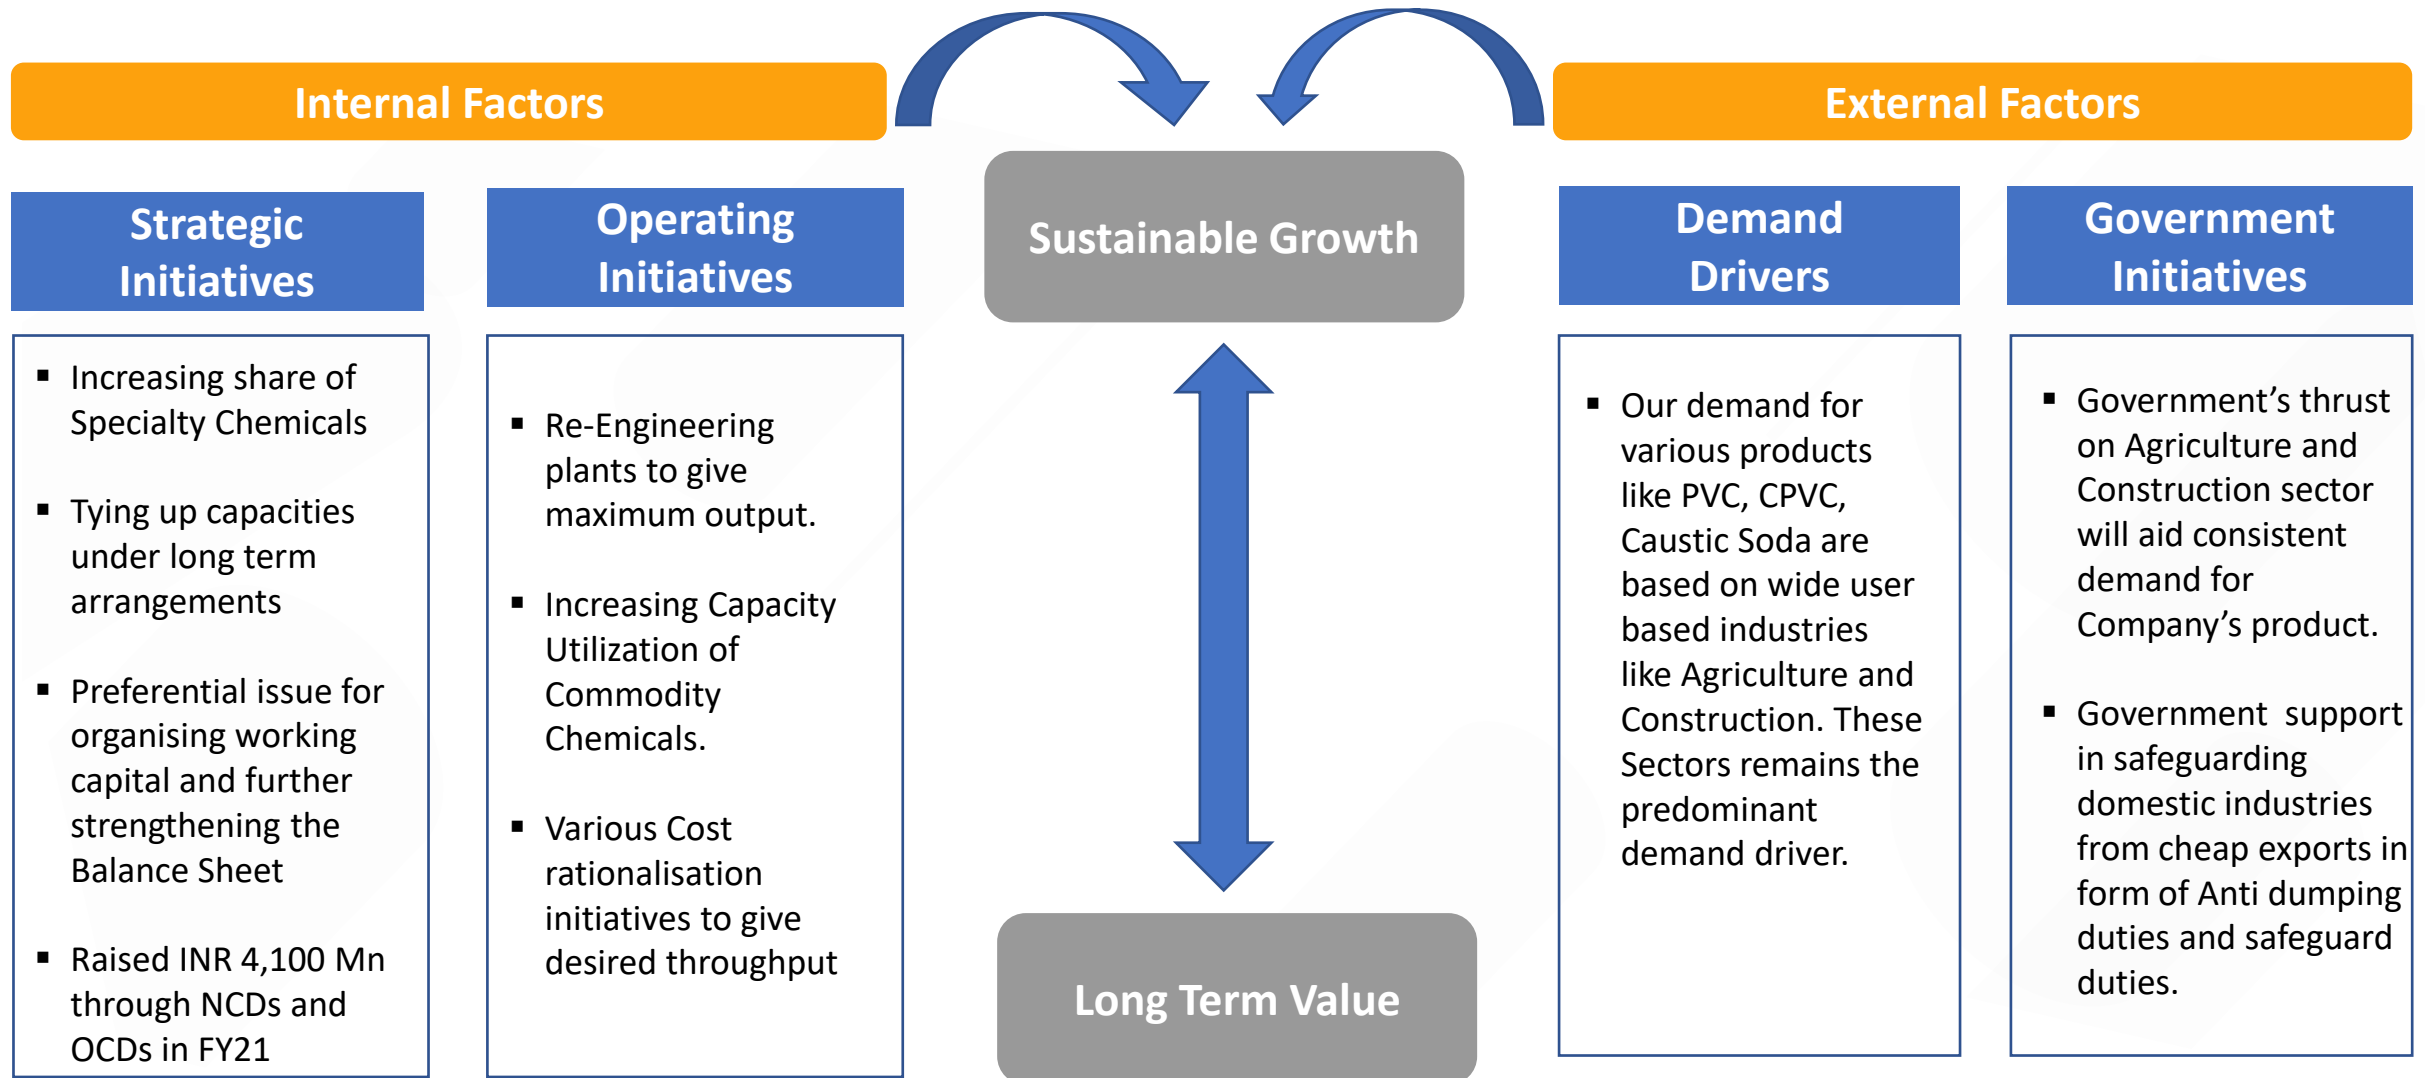 Internal Factors
Strategic
Initiatives
▪ Increasing share of
Specialty Chemicals
▪ Tying up capacities
under long term
arrangements
▪ Preferential issue for
organising working
capital and further
strengthening the
Balance Sheet
▪ Raised INR 4,100 Mn
through NCDs and
OCDs in FY21
Operating
Initiatives
▪ Re-Engineering
plants to give
maximum output.
▪ Increasing Capacity
Utilization of
Commodity
Chemicals.
▪ Various Cost
rationalisation
initiatives to give
desired throughput
Sustainable Growth
Long Term Value
External Factors
Demand
Drivers
▪ Our demand for
various products
like PVC, CPVC,
Caustic Soda are
based on wide user
based industries
like Agriculture and
Construction. These
Sectors remains the
predominant
demand driver.
Government
Initiatives
▪ Government’s thrust
on Agriculture and
Construction sector
will aid consistent
demand for
Company’s product.
▪ Government  support
in safeguarding
domestic industries
from cheap exports in
form of Anti dumping
duties and safeguard
duties.